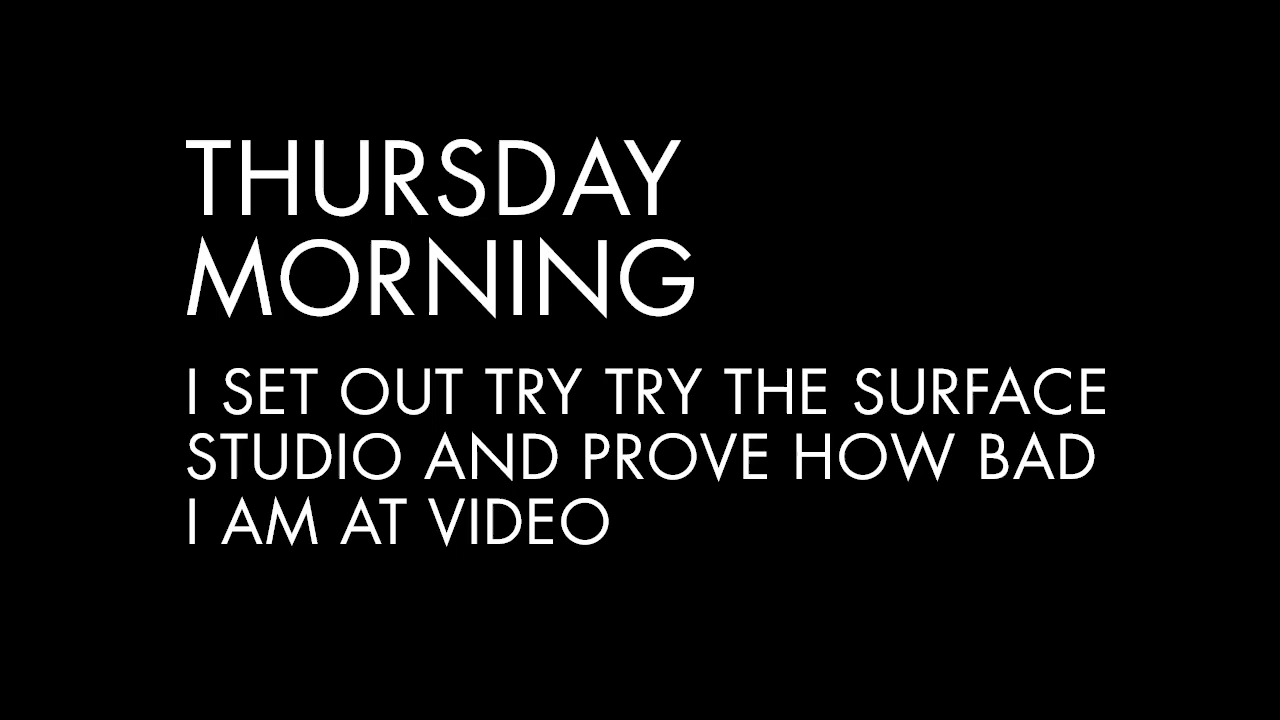 THURSDAY
MORNING
I SET OUT TRY TRY THE SURFACE
STUDIO AND PROVE HOW BAD
I AM AT VIDEO